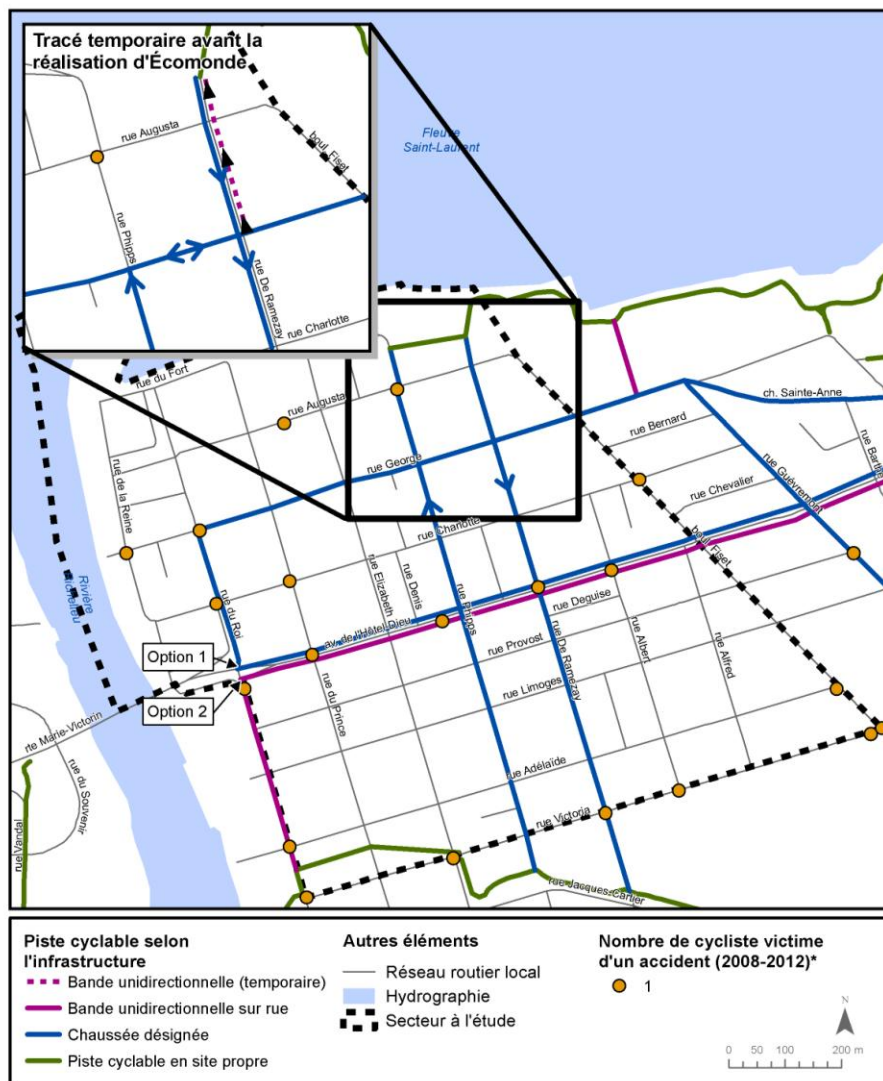 Tracé temporaire avant la
réalisation d'Écomonde
rue Augusta
boul. Fiset
rue Phipps
rue De Ramezay
rue Charlotte
Fleuve
Saint-Laurent
rue du Fort
rue Augusta
ch. Sainte-Anne
rue George
rue Bernard
rue Guévremont
rue Barthe
rue de la Reine
rue Chevalier
rue Charlotte
boul. Fiset
Rivière
Richelieu
rue Elizabeth
rue Denis
rue du Roi
rue Phipps
rue Deguise
av. de l'Hôtel Dieu
Option 1
rue Provost
rue De Ramezay
rue Albert
rue Alfred
Option 2
rue du Prince
rue Limoges
rte Marie-Victorin
rue Adélaïde
rue du Souvenir
rue Victoria
rue Vandal
rue Jacques-Cartier
Piste cyclable selon
l'infrastructure
Bande unidirectionnelle (temporaire)
Bande unidirectionnelle sur rue
Chaussée désignée
Piste cyclable en site propre
Autres éléments
Réseau routier local
Hydrographie
Secteur à l'étude
Nombre de cycliste victime
d'un accident (2008-2012)*
1
N
0 50 100 200 m